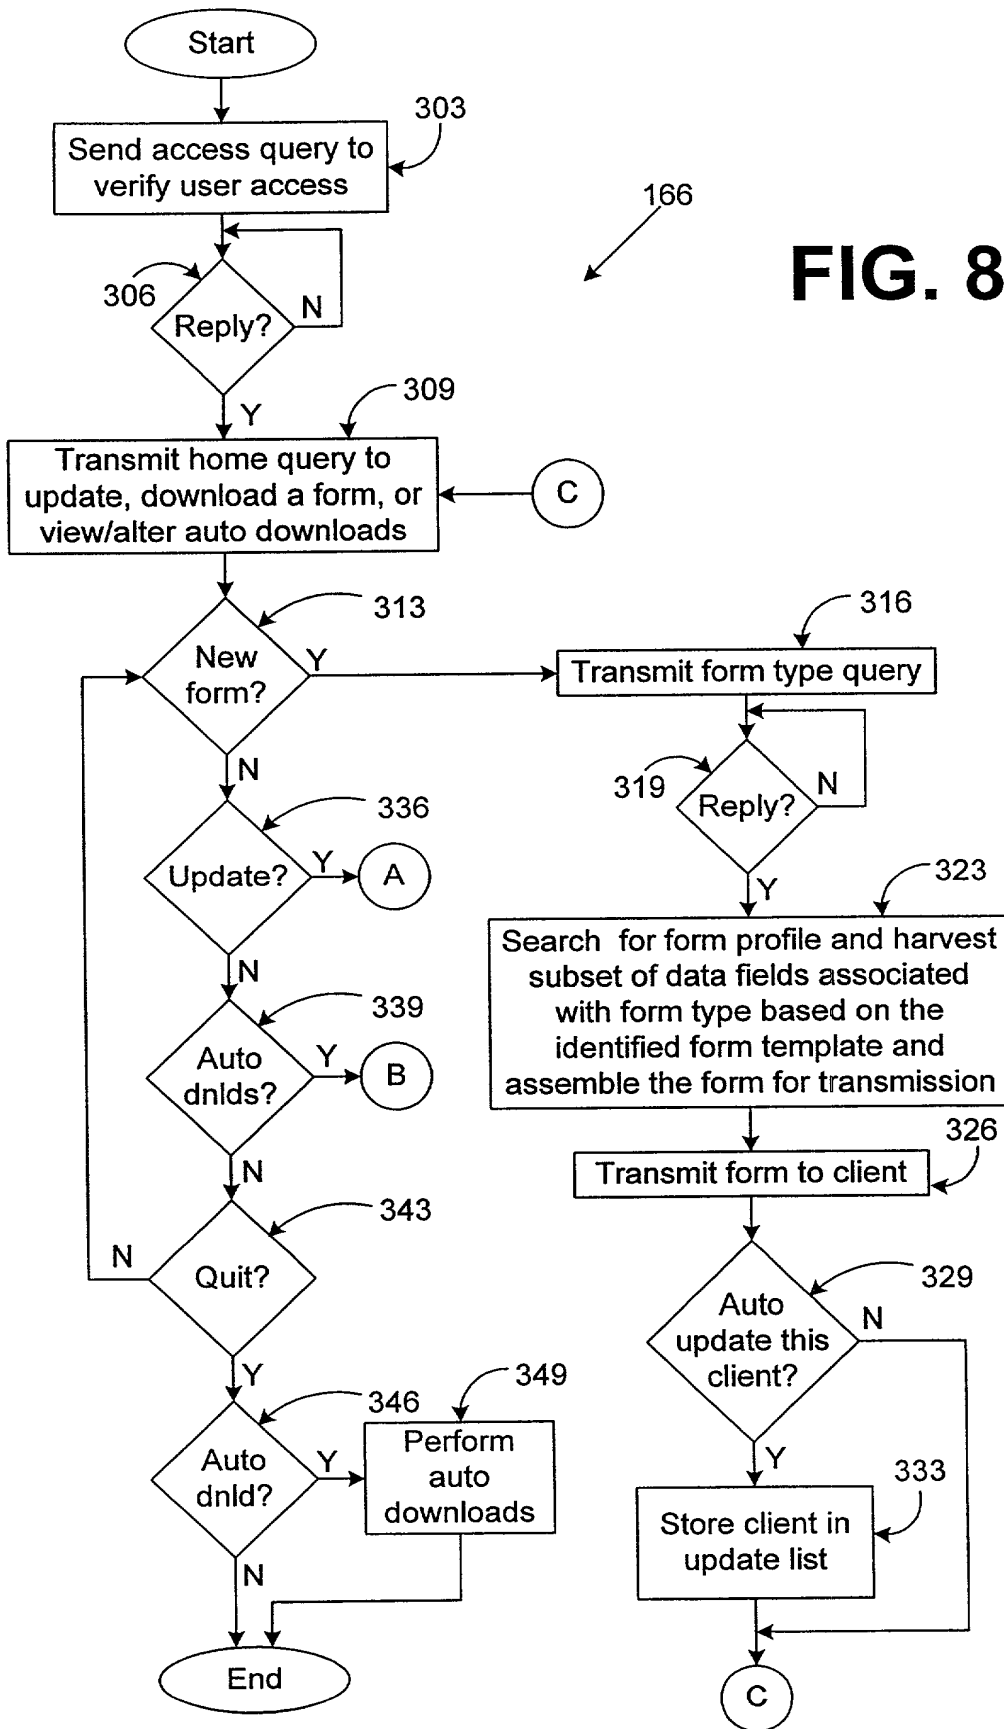 Start
303
Send access query to
verify user access
166
FIG. 8
306
Reply?
N
Y
309
Transmit home query to
update, download a form, or
view/alter auto downloads
C
313
New
form?
Y
N
316
Transmit form type query
319
Reply?
N
Y
336
Update?
Y
A
N
323
Search for form profile and harvest
subset of data fields associated
with form type based on the
identified form template and
assemble the form for transmission
339
Auto
dnlds?
Y
B
N
326
Transmit form to client
343
Quit?
N
Y
329
Auto
update this
client?
N
Y
346
Auto
dnld?
Y
N
349
Perform
auto
downloads
333
Store client in
update list
End
C